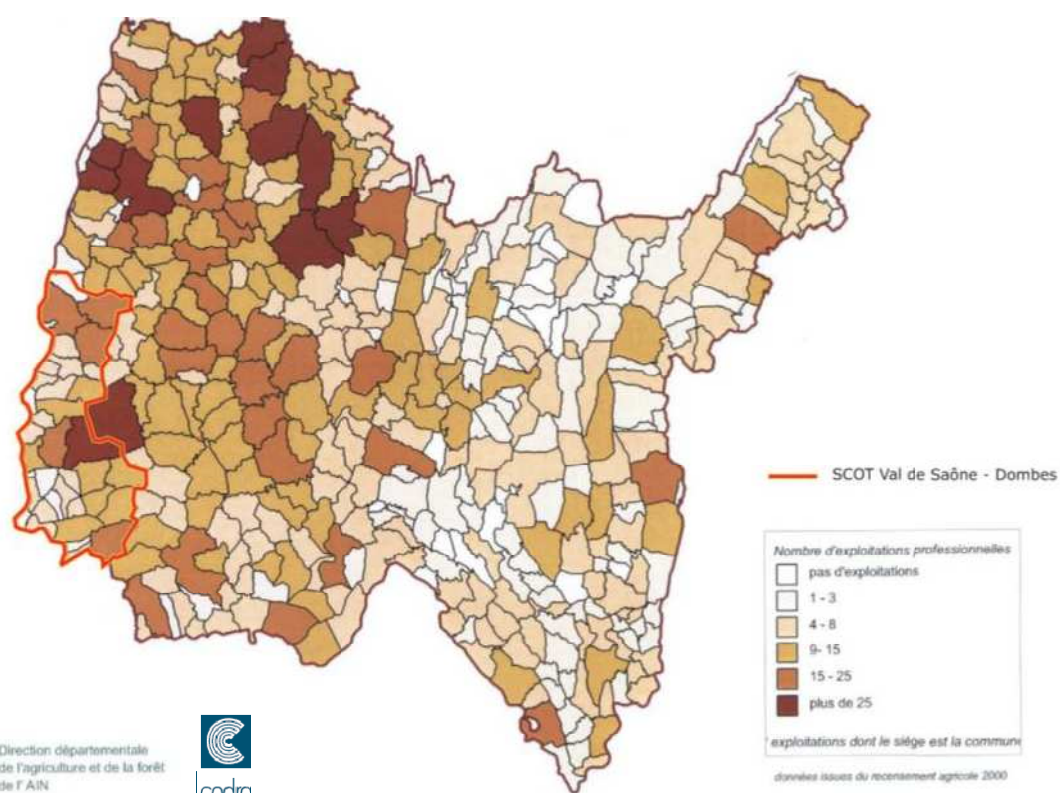 SCOT Val de Saône - Dombes
Nombre d'exploitations professionnelles
pas d'exploitations
1 - 3
4 - 8
9- 15
15 - 25
plus de 25
' exploitations dont le siège est la commune
données issues du recensement agricole 2000
Direction départementale
de l'agriculture et de la forêt
de l' AIN
codra